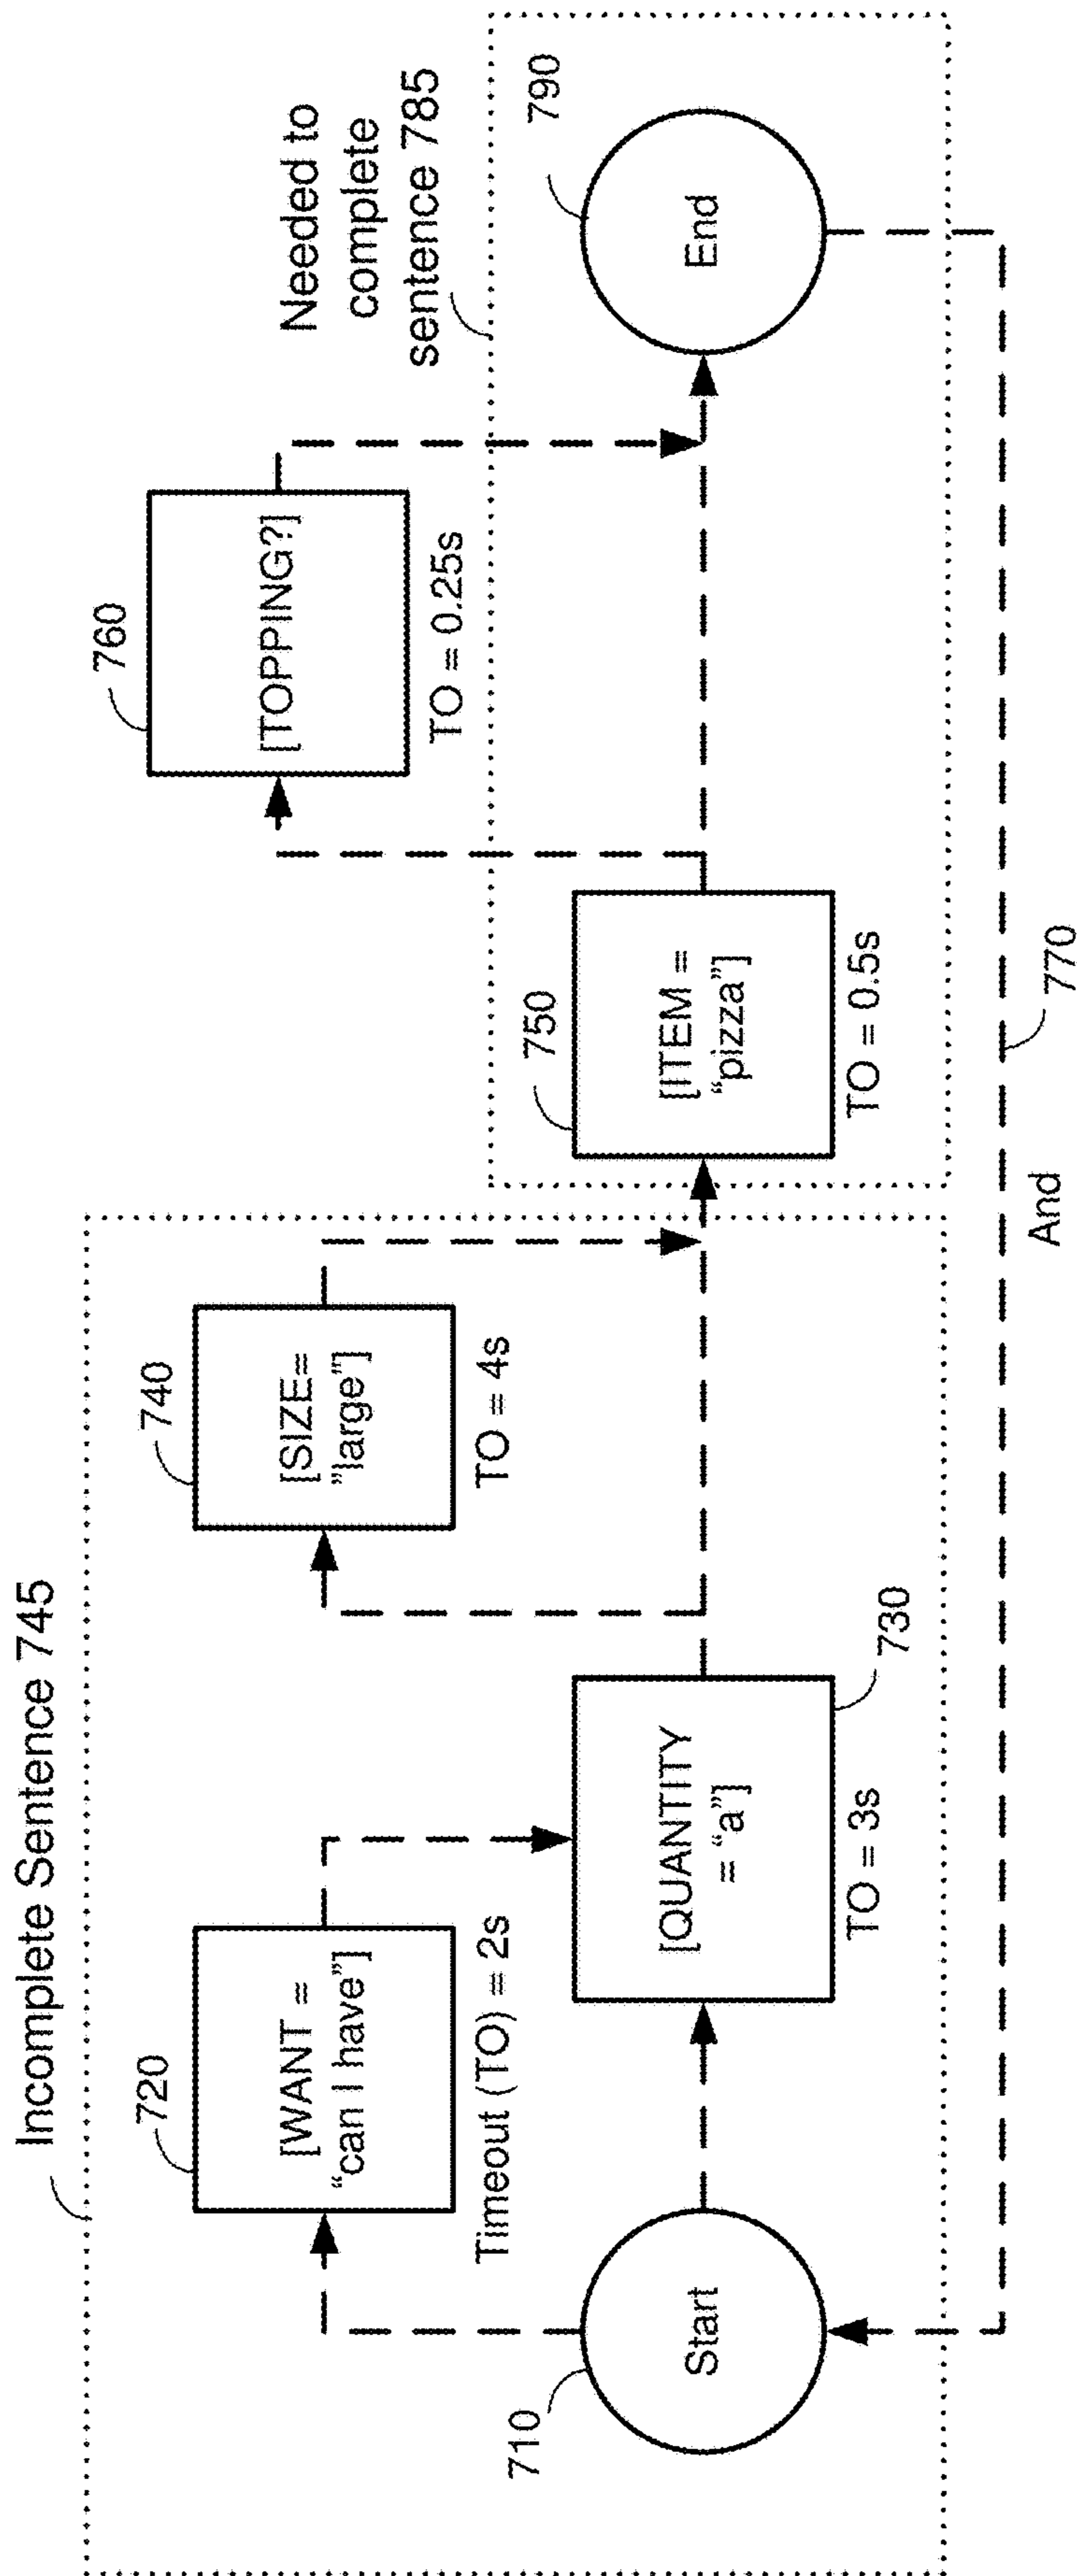 Incomplete Sentence 745
720
[WANT =
“can I have”]
Timeout (TO) = 2s
740
[SIZE=
”large”]
TO = 4s
760
[TOPPING?]
TO = 0.25s
Needed to
complete
sentence 785
710
Start
[QUANTITY
= “a”]
TO = 3s
730
750
[ITEM =
“pizza”]
TO = 0.5s
790
End
And
770